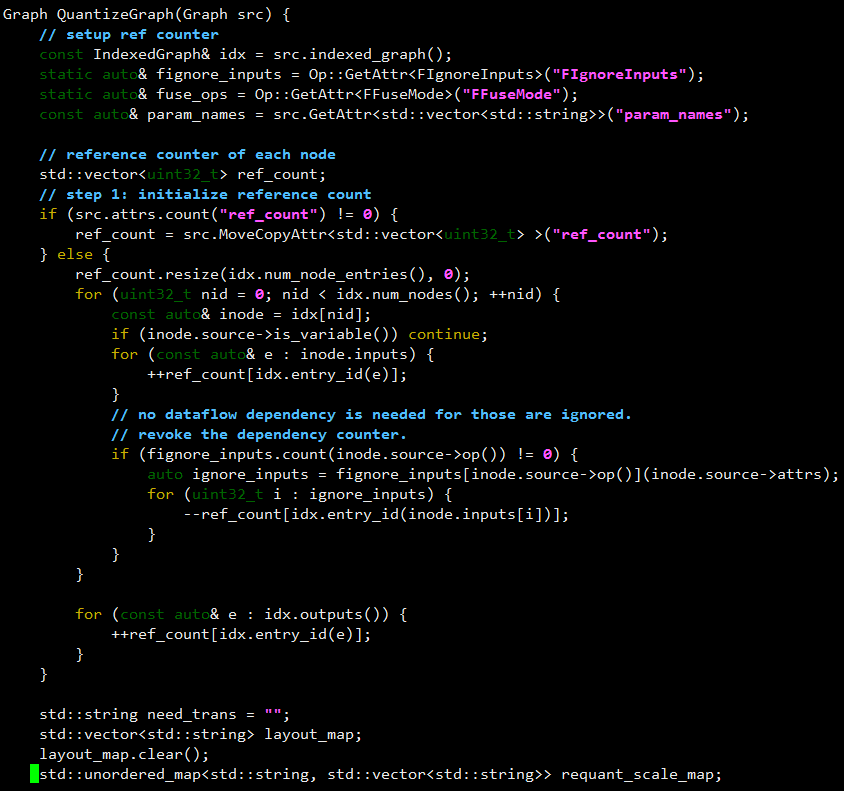 Graph QuantizeGraph(Graph src) {
    // setup ref counter
    const IndexedGraph& idx = src.indexed_graph();
    static auto& fignore_inputs = Op::GetAttr<FIgnoreInputs>("FIgnoreInputs");
    static auto& fuse_ops = Op::GetAttr<FFuseMode>("FFuseMode");
    const auto& param_names = src.GetAttr<std::vector<std::string>>("param_names");

    // reference counter of each node
    std::vector<uint32_t> ref_count;
    // step 1: initialize reference count
    if (src.attrs.count("ref_count") != 0) {
        ref_count = src.MoveCopyAttr<std::vector<uint32_t> >("ref_count");
    } else {
        ref_count.resize(idx.num_node_entries(), 0);
        for (uint32_t nid = 0; nid < idx.num_nodes(); ++nid) {
            const auto& inode = idx[nid];
            if (inode.source->is_variable()) continue;
            for (const auto& e : inode.inputs) {
                ++ref_count[idx.entry_id(e)];
            }
            // no dataflow dependency is needed for those are ignored.
            // revoke the dependency counter.
            if (fignore_inputs.count(inode.source->op()) != 0) {
                auto ignore_inputs = fignore_inputs[inode.source->op()](inode.source->attrs);
                for (uint32_t i : ignore_inputs) {
                    --ref_count[idx.entry_id(inode.inputs[i])];
                }
            }
        }

        for (const auto& e : idx.outputs()) {
            ++ref_count[idx.entry_id(e)];
        }
    }

    std::string need_trans = "";
    std::vector<std::string> layout_map;
    layout_map.clear();
    std::unordered_map<std::string, std::vector<std::string>> requant_scale_map;